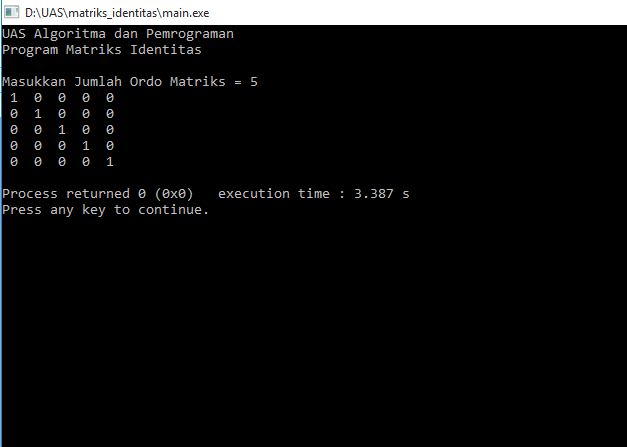 D:\UAS\matriks_identitas\main.exe
UAS Algoritma dan Pemrograman
Program Matriks Identitas
Masukkan Jumlah Ordo Matriks = 5
1 0 0 0 0
0 1 0 0 0
0 0 1 0 0
0 0 0 1 0
0 0 0 0 1
Process returned 0 (0x0)   execution time : 3.387 s
Press any key to continue.